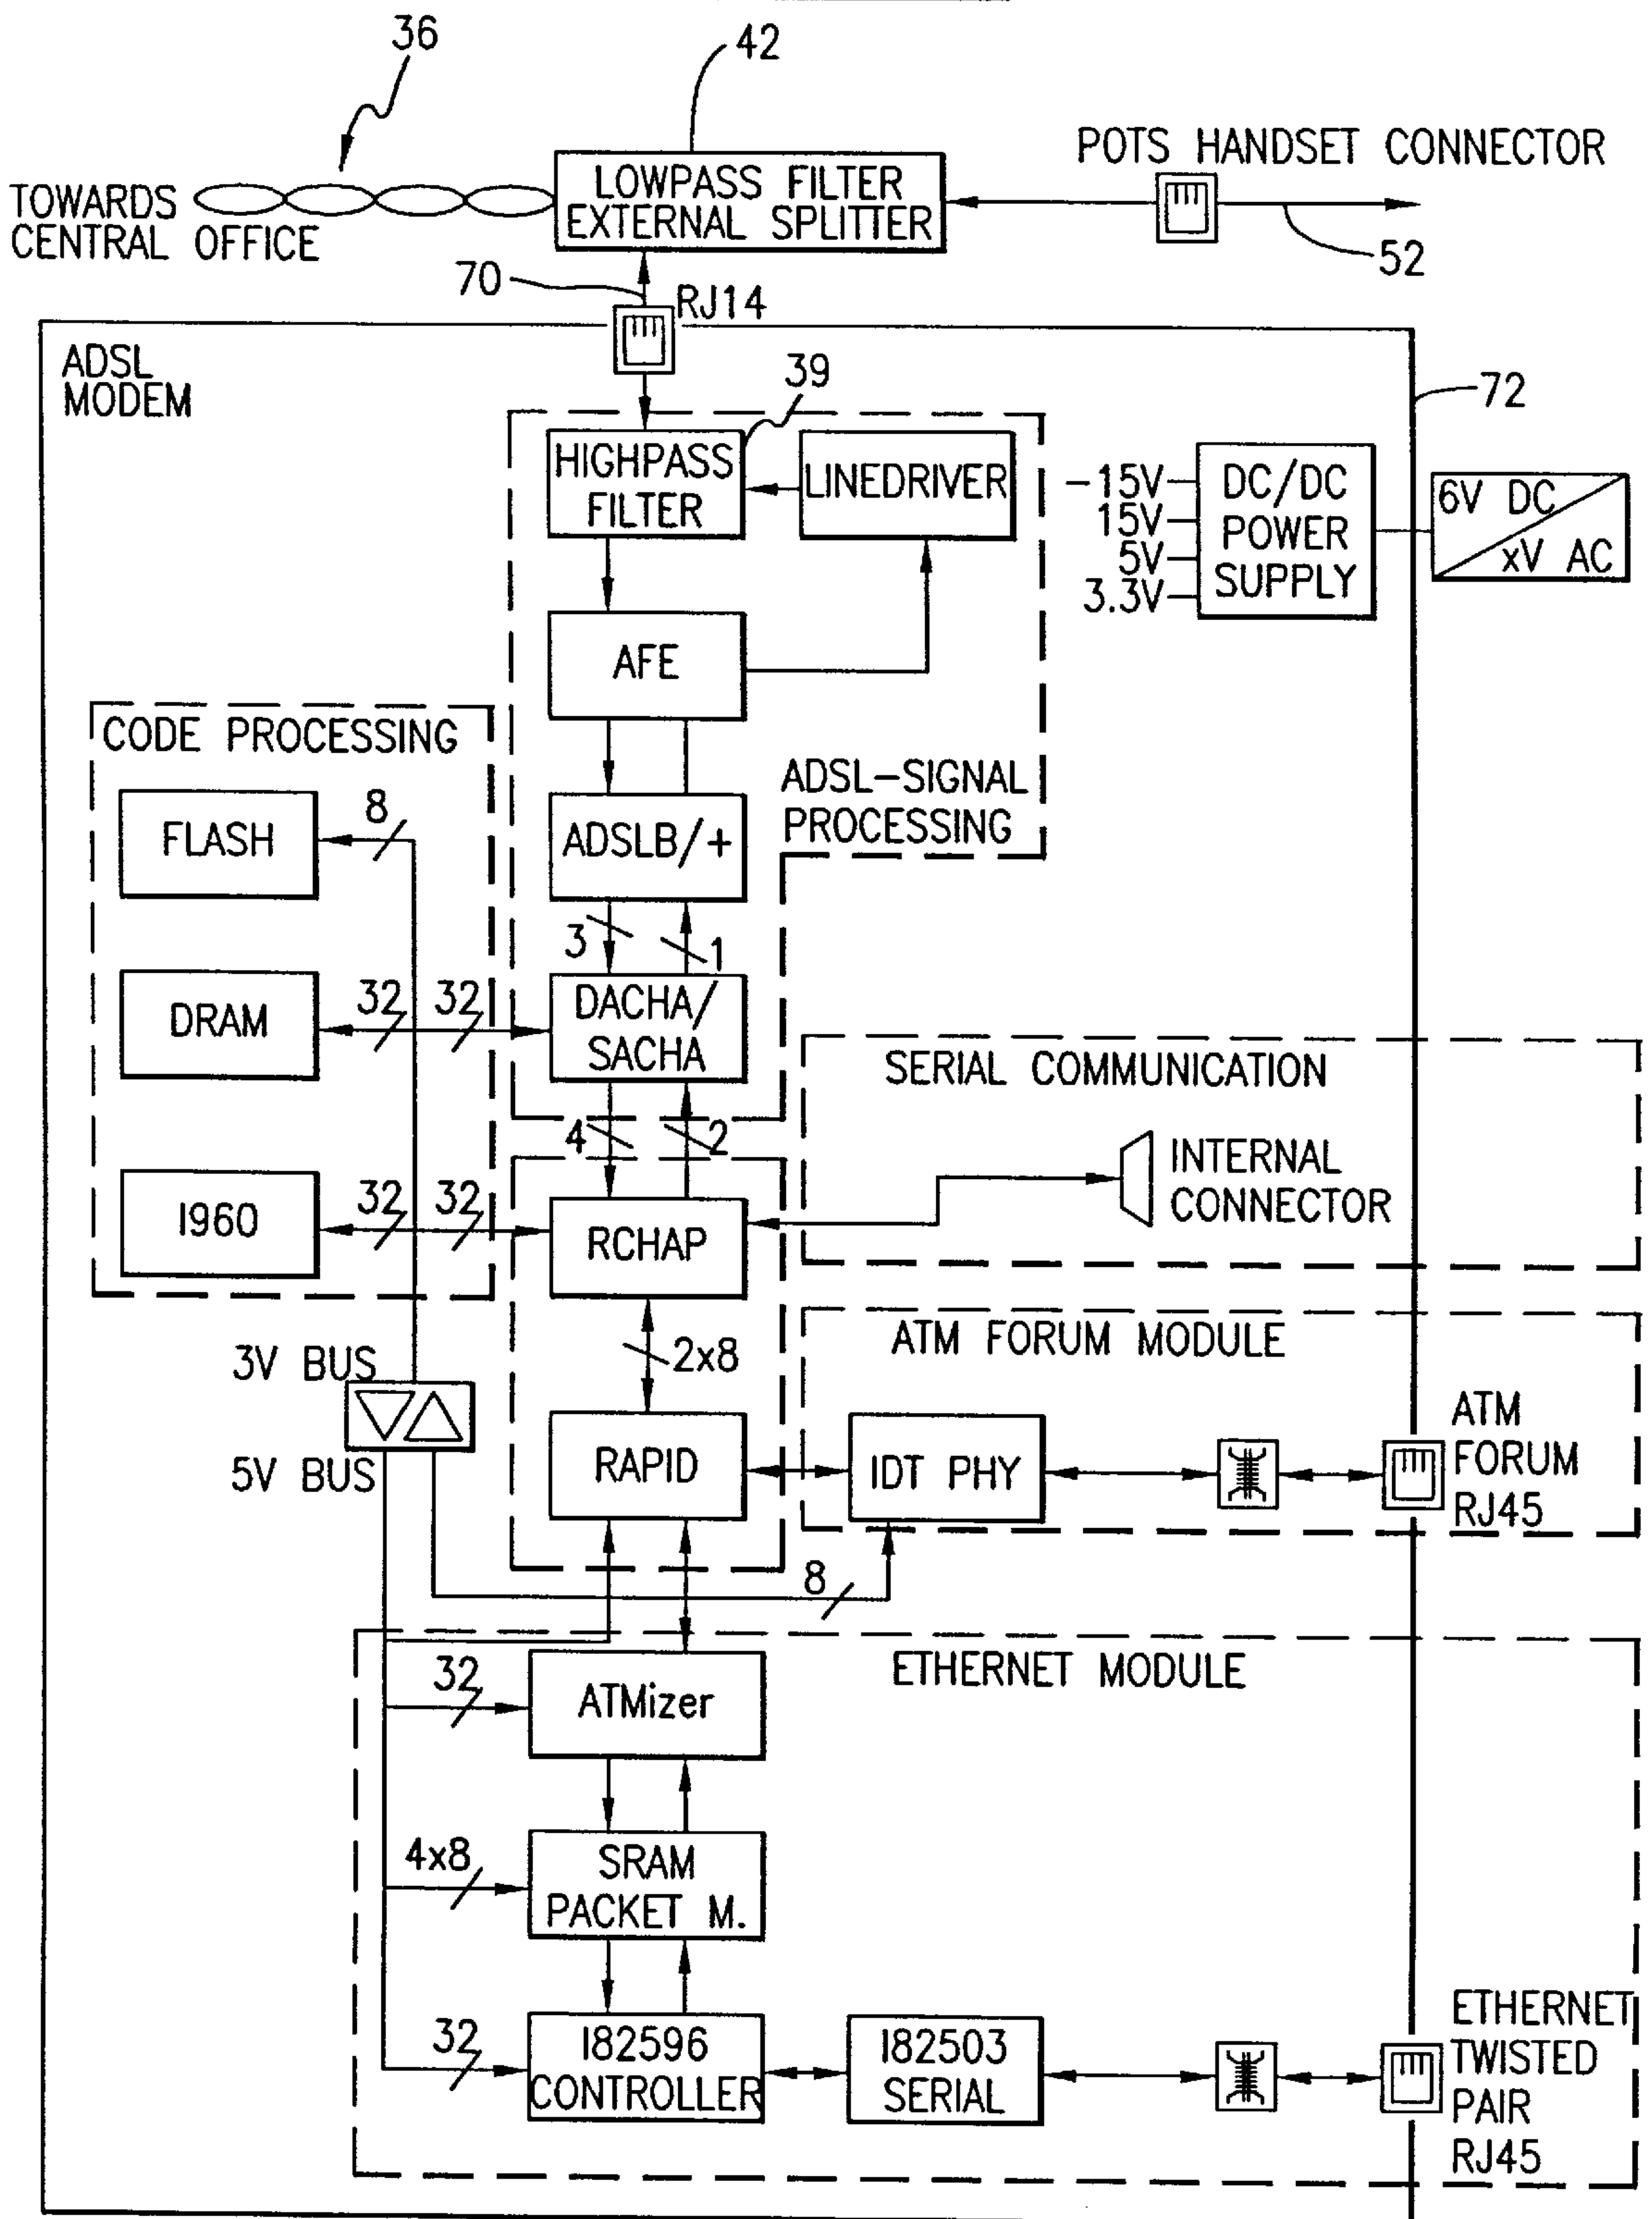 36
42
POTS HANDSET CONNECTOR
LOWPASS FILTER
EXTERNAL SPLITTER
TOWARDS
CENTRAL OFFICE
52
70
RJ14
ADSL
MODEM
39
72
HIGHPASS
FILTER
LINEDRIVER
-15V
15V
5V
3.3V
DC/DC
POWER
SUPPLY
6V DC
xV AC
AFE
CODE PROCESSING
ADSL-SIGNAL
PROCESSING
FLASH
8
ADSLB/+
3
1
DRAM
32
32
DACHA/
SACHA
SERIAL COMMUNICATION
4
2
INTERNAL
CONNECTOR
I960
32
32
RCHAP
ATM FORUM MODULE
3V BUS
2x8
5V BUS
RAPID
IDT PHY
ATM
FORUM
RJ45
8
ETHERNET MODULE
32
ATMizer
4x8
SRAM
PACKET M.
32
I82596
CONTROLLER
I82503
SERIAL
ETHERNET
TWISTED
PAIR
RJ45